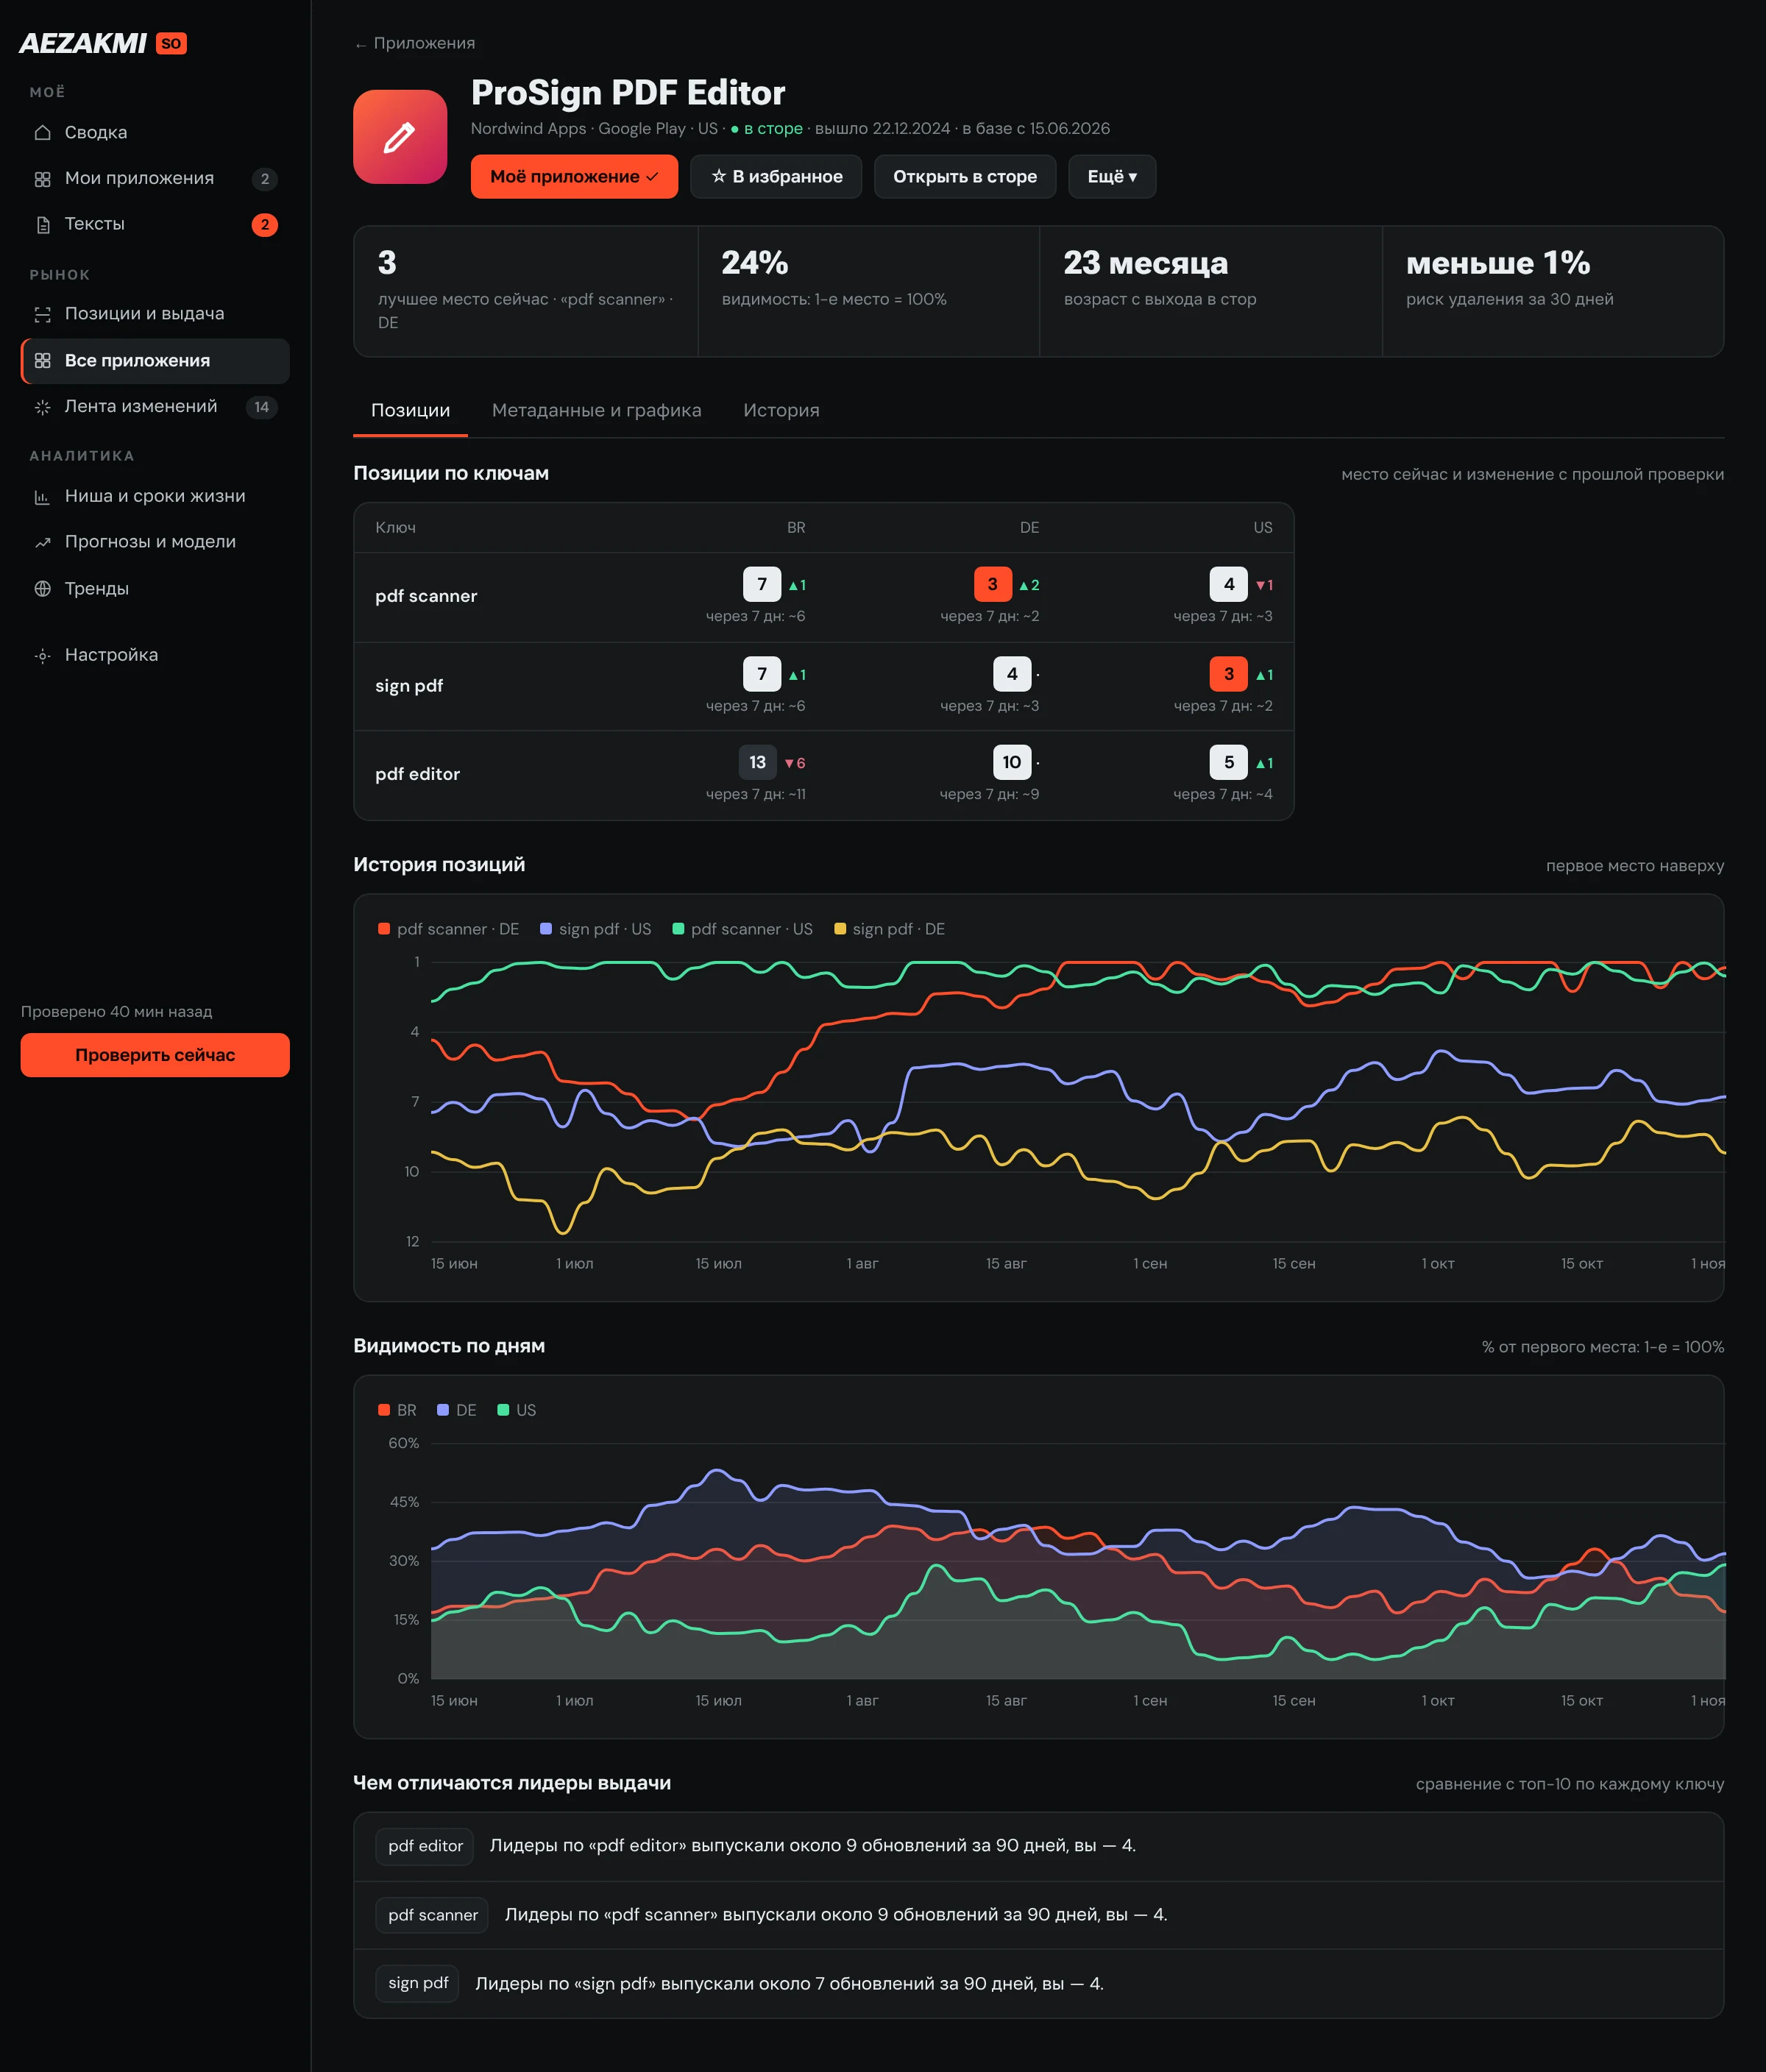 AEZAKMI SO
МОЁ
Сводка
Мои приложения 2
Тексты 2
РЫНОК
Позиции и выдача
Все приложения
Лента изменений 14
АНАЛИТИКА
Ниша и сроки жизни
Прогнозы и модели
Тренды
Настройка
Проверено 40 мин назад
Проверить сейчас
← Приложения
ProSign PDF Editor
Nordwind Apps · Google Play · US · ● в сторе · вышло 22.12.2024 · в базе с 15.06.2026
Моё приложение ✓
☆ В избранное
Открыть в сторе
Ещё ▾
3
лучшее место сейчас · «pdf scanner» ·
DE
24%
видимость: 1-е место = 100%
23 месяца
возраст с выхода в стор
меньше 1%
риск удаления за 30 дней
Позиции Метаданные и графика История
Позиции по ключам
место сейчас и изменение с прошлой проверки
Ключ BR DE US
pdf scanner
7 ▲1 3 ▲2 4 ▼1
через 7 дн: ~6 через 7 дн: ~2 через 7 дн: ~3
sign pdf
7 ▲1 4 · 3 ▲1
через 7 дн: ~6 через 7 дн: ~3 через 7 дн: ~2
pdf editor
13 ▼6 10 · 5 ▲1
через 7 дн: ~11 через 7 дн: ~9 через 7 дн: ~4
История позиций
первое место наверху
pdf scanner · DE sign pdf · US pdf scanner · US sign pdf · DE
1
4
7
10
12
15 июн 1 июл 15 июл 1 авг 15 авг 1 сен 15 сен 1 окт 15 окт 1 ноя
Видимость по дням
% от первого места: 1-е = 100%
BR DE US
60%
45%
30%
15%
0%
15 июн 1 июл 15 июл 1 авг 15 авг 1 сен 15 сен 1 окт 15 окт 1 ноя
Чем отличаются лидеры выдачи
сравнение с топ-10 по каждому ключу
pdf editor Лидеры по «pdf editor» выпускали около 9 обновлений за 90 дней, вы — 4.
pdf scanner Лидеры по «pdf scanner» выпускали около 9 обновлений за 90 дней, вы — 4.
sign pdf Лидеры по «sign pdf» выпускали около 7 обновлений за 90 дней, вы — 4.